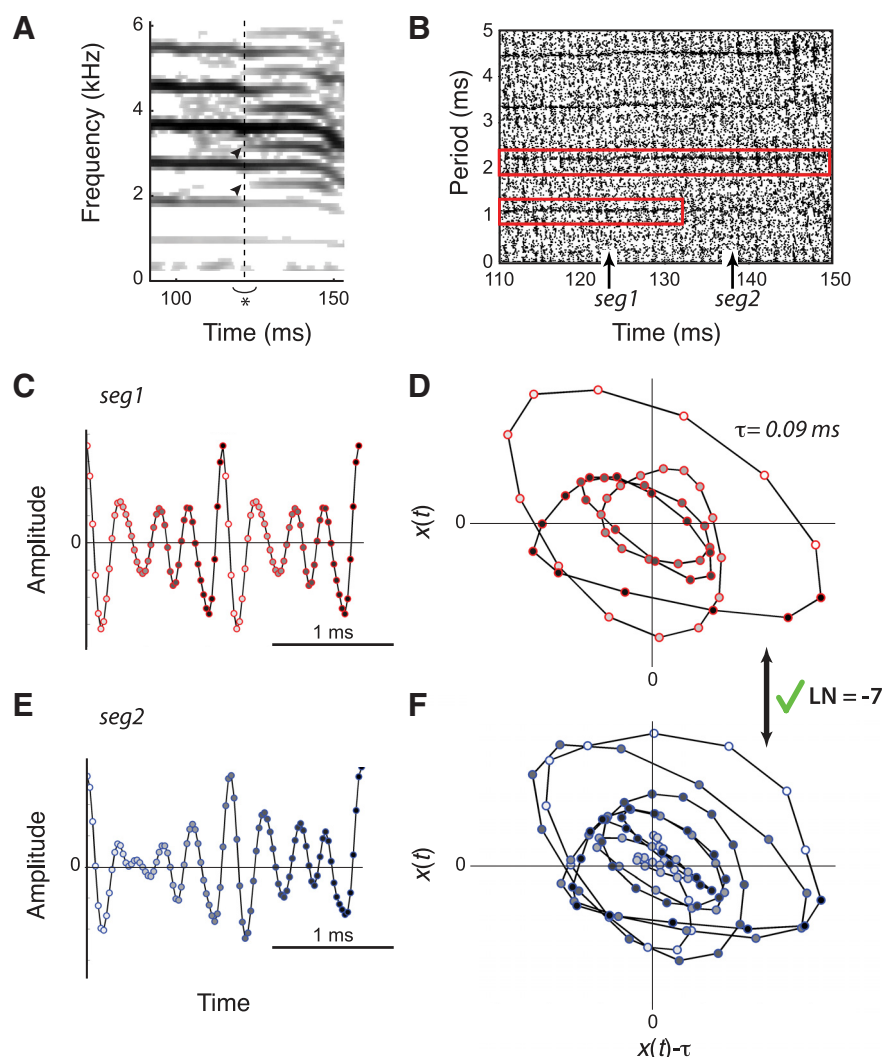 A
6
4
2
0
Frequency (kHz)
100
150
*
Time (ms)
B
5
4
3
2
1
0
Period (ms)
110
120
130
140
150
seg1
seg2
Time (ms)
C
seg1
Amplitude
0
1 ms
D
τ= 0.09 ms
x(t)
0
0
LN = -7
E
seg2
Amplitude
0
1 ms
Time
F
x(t)
0
0
x(t)-τ